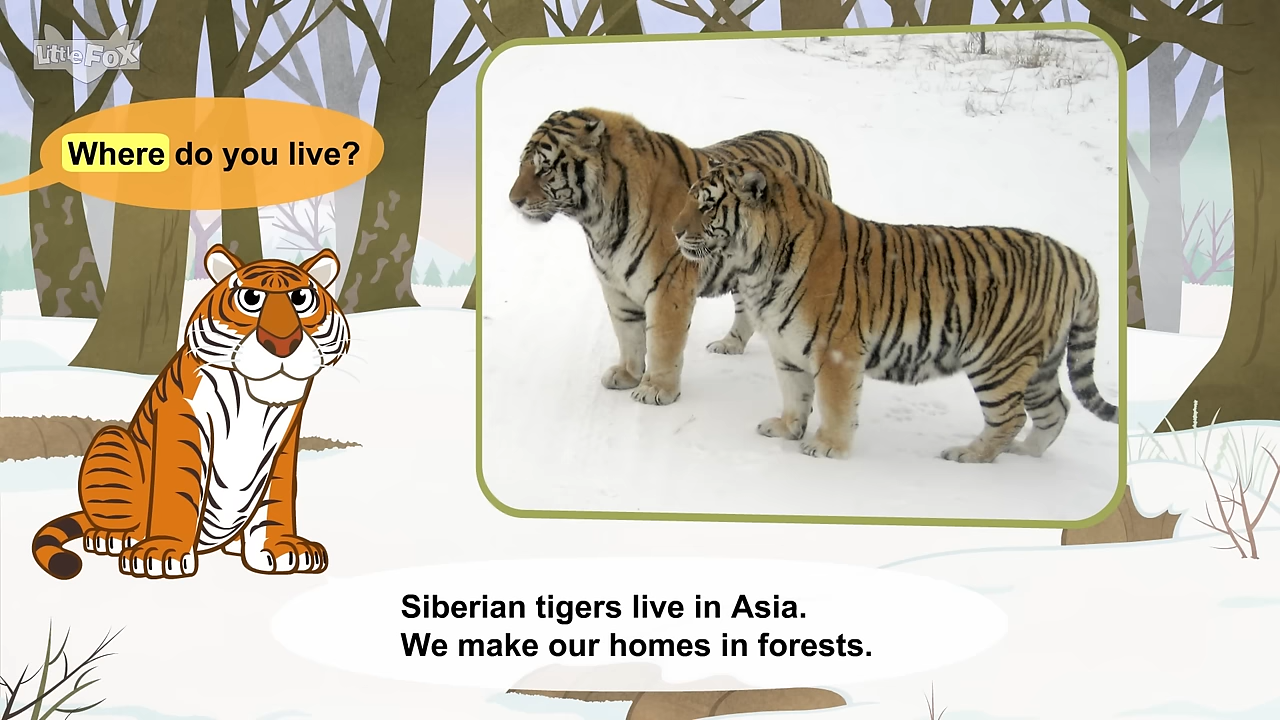 Little Fox
Where do you live?
Siberian tigers live in Asia.
We make our homes in forests.